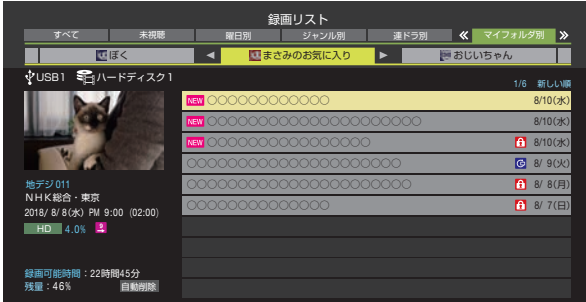 録画リスト
すべて 未視聴 曜日別 ジャンル別 連ドラ別 マイフォルダ別
ぼく まさみのお気に入り おじいちゃん
USB1 ハードディスク1
1/6 新しい順
NEW ○○○○○○○○○○○○ 8/10(水)
NEW ○○○○○○○○○○○○○○○○○○○○○ 8/10(水)
NEW ○○○○○○○○○○○○○○○○ 8/10(水)
○○○○○○○○○○○○○○○○○○○○○ 8/ 9(火)
○○○○○○○○○○○○○○○○○○○○○○ 8/ 8(月)
○○○○○○○○○○○○○○ 8/ 7(日)
地デジ011
NHK総合・東京
2018/ 8/ 8(水) PM 9:00 (02:00)
HD 4.0%
録画可能時間：22時間45分
残量：46% 自動削除